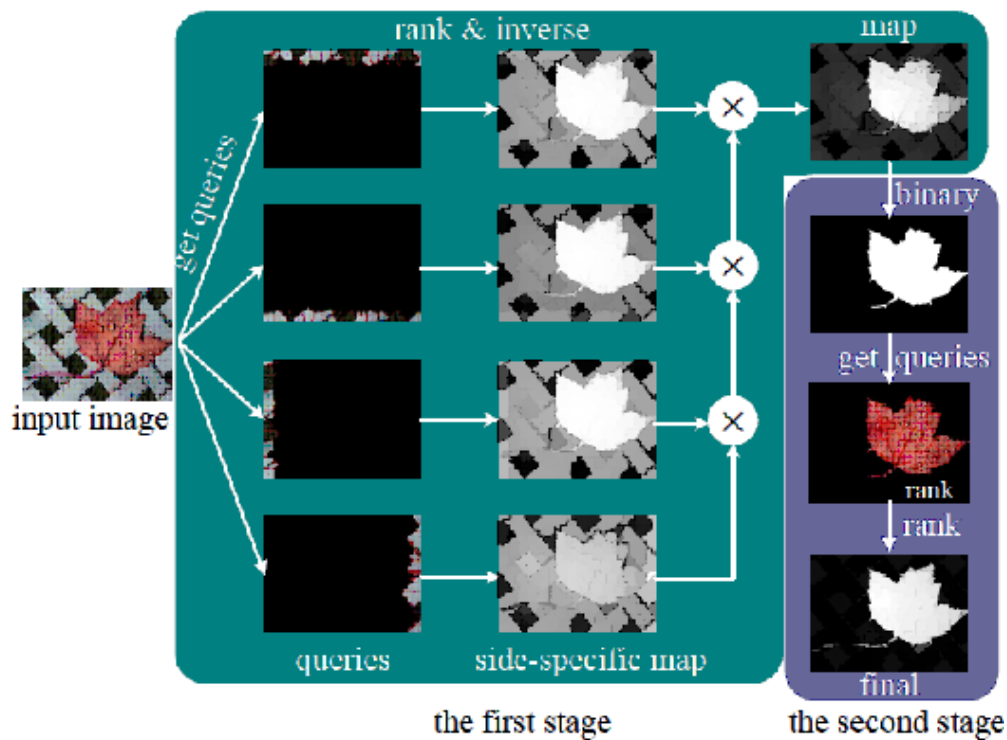 rank & inverse
map
get queries
binary
input image
get queries
rank
rank
queries
side-specific map
final
the first stage
the second stage